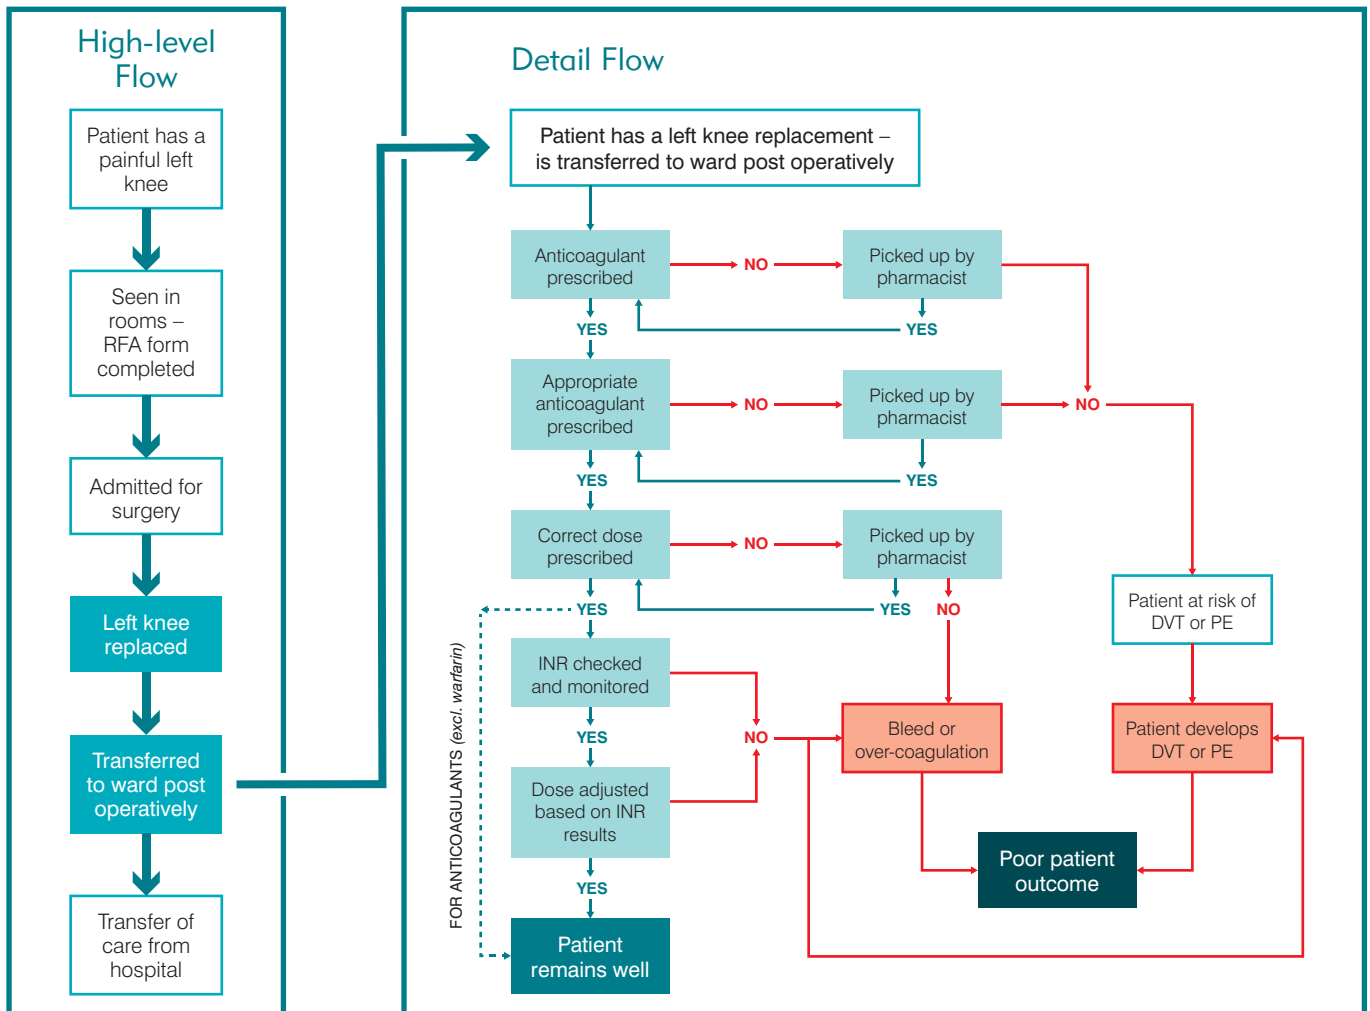 High-level
Flow
Patient has a
painful left
knee
Seen in
rooms –
RFA form
completed
Admitted for
surgery
Left knee
replaced
Transferred
to ward post
operatively
Transfer of
care from
hospital
Detail Flow
Patient has a left knee replacement –
is transferred to ward post operatively
Anticoagulant
prescribed
NO
Picked up by
pharmacist
YES
YES
Appropriate
anticoagulant
prescribed
NO
Picked up by
pharmacist
NO
YES
YES
Correct dose
prescribed
NO
Picked up by
pharmacist
YES
YES
NO
Patient at risk of
DVT or PE
FOR ANTICOAGULANTS (excl. warfarin)
INR checked
and monitored
YES
NO
Bleed or
over-coagulation
Patient develops
DVT or PE
Dose adjusted
based on INR
results
YES
Poor patient
outcome
Patient
remains well